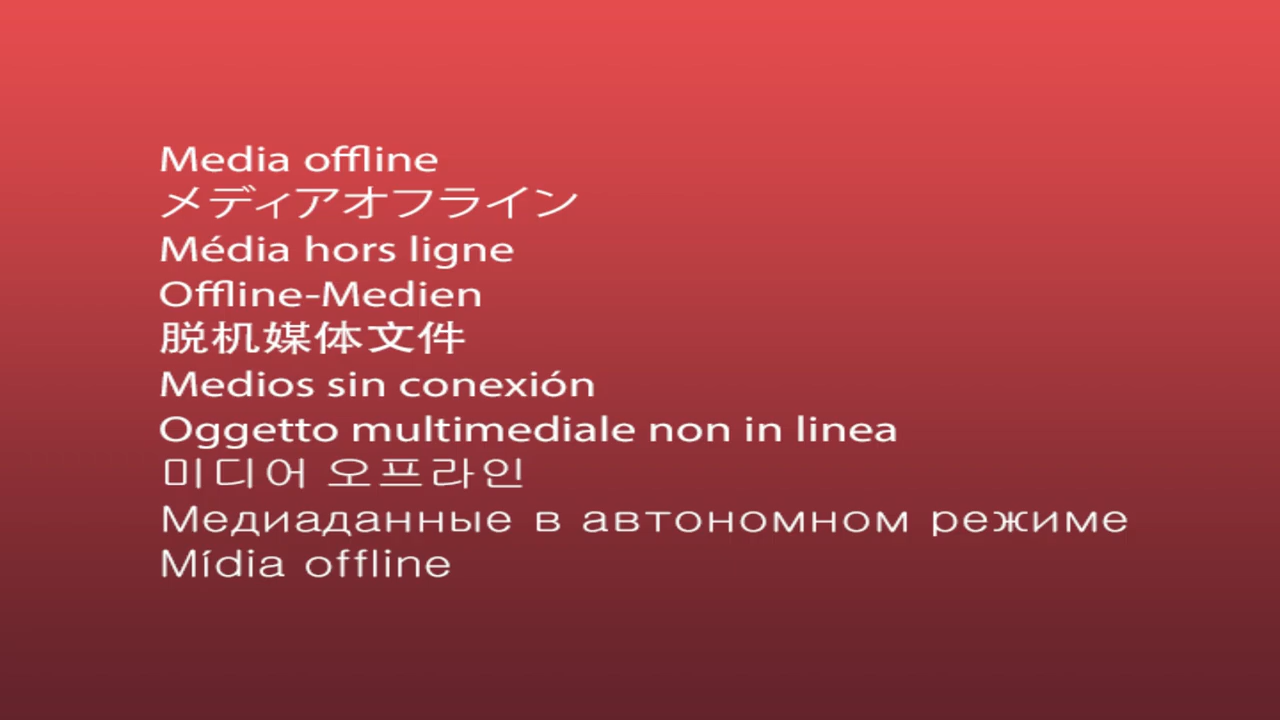 Media offline
メディアオフライン
Média hors ligne
Offline-Medien
脱机媒体文件
Medios sin conexión
Oggetto multimediale non in linea
미디어 오프라인
Медиаданные в автономном режиме
Mídia offline